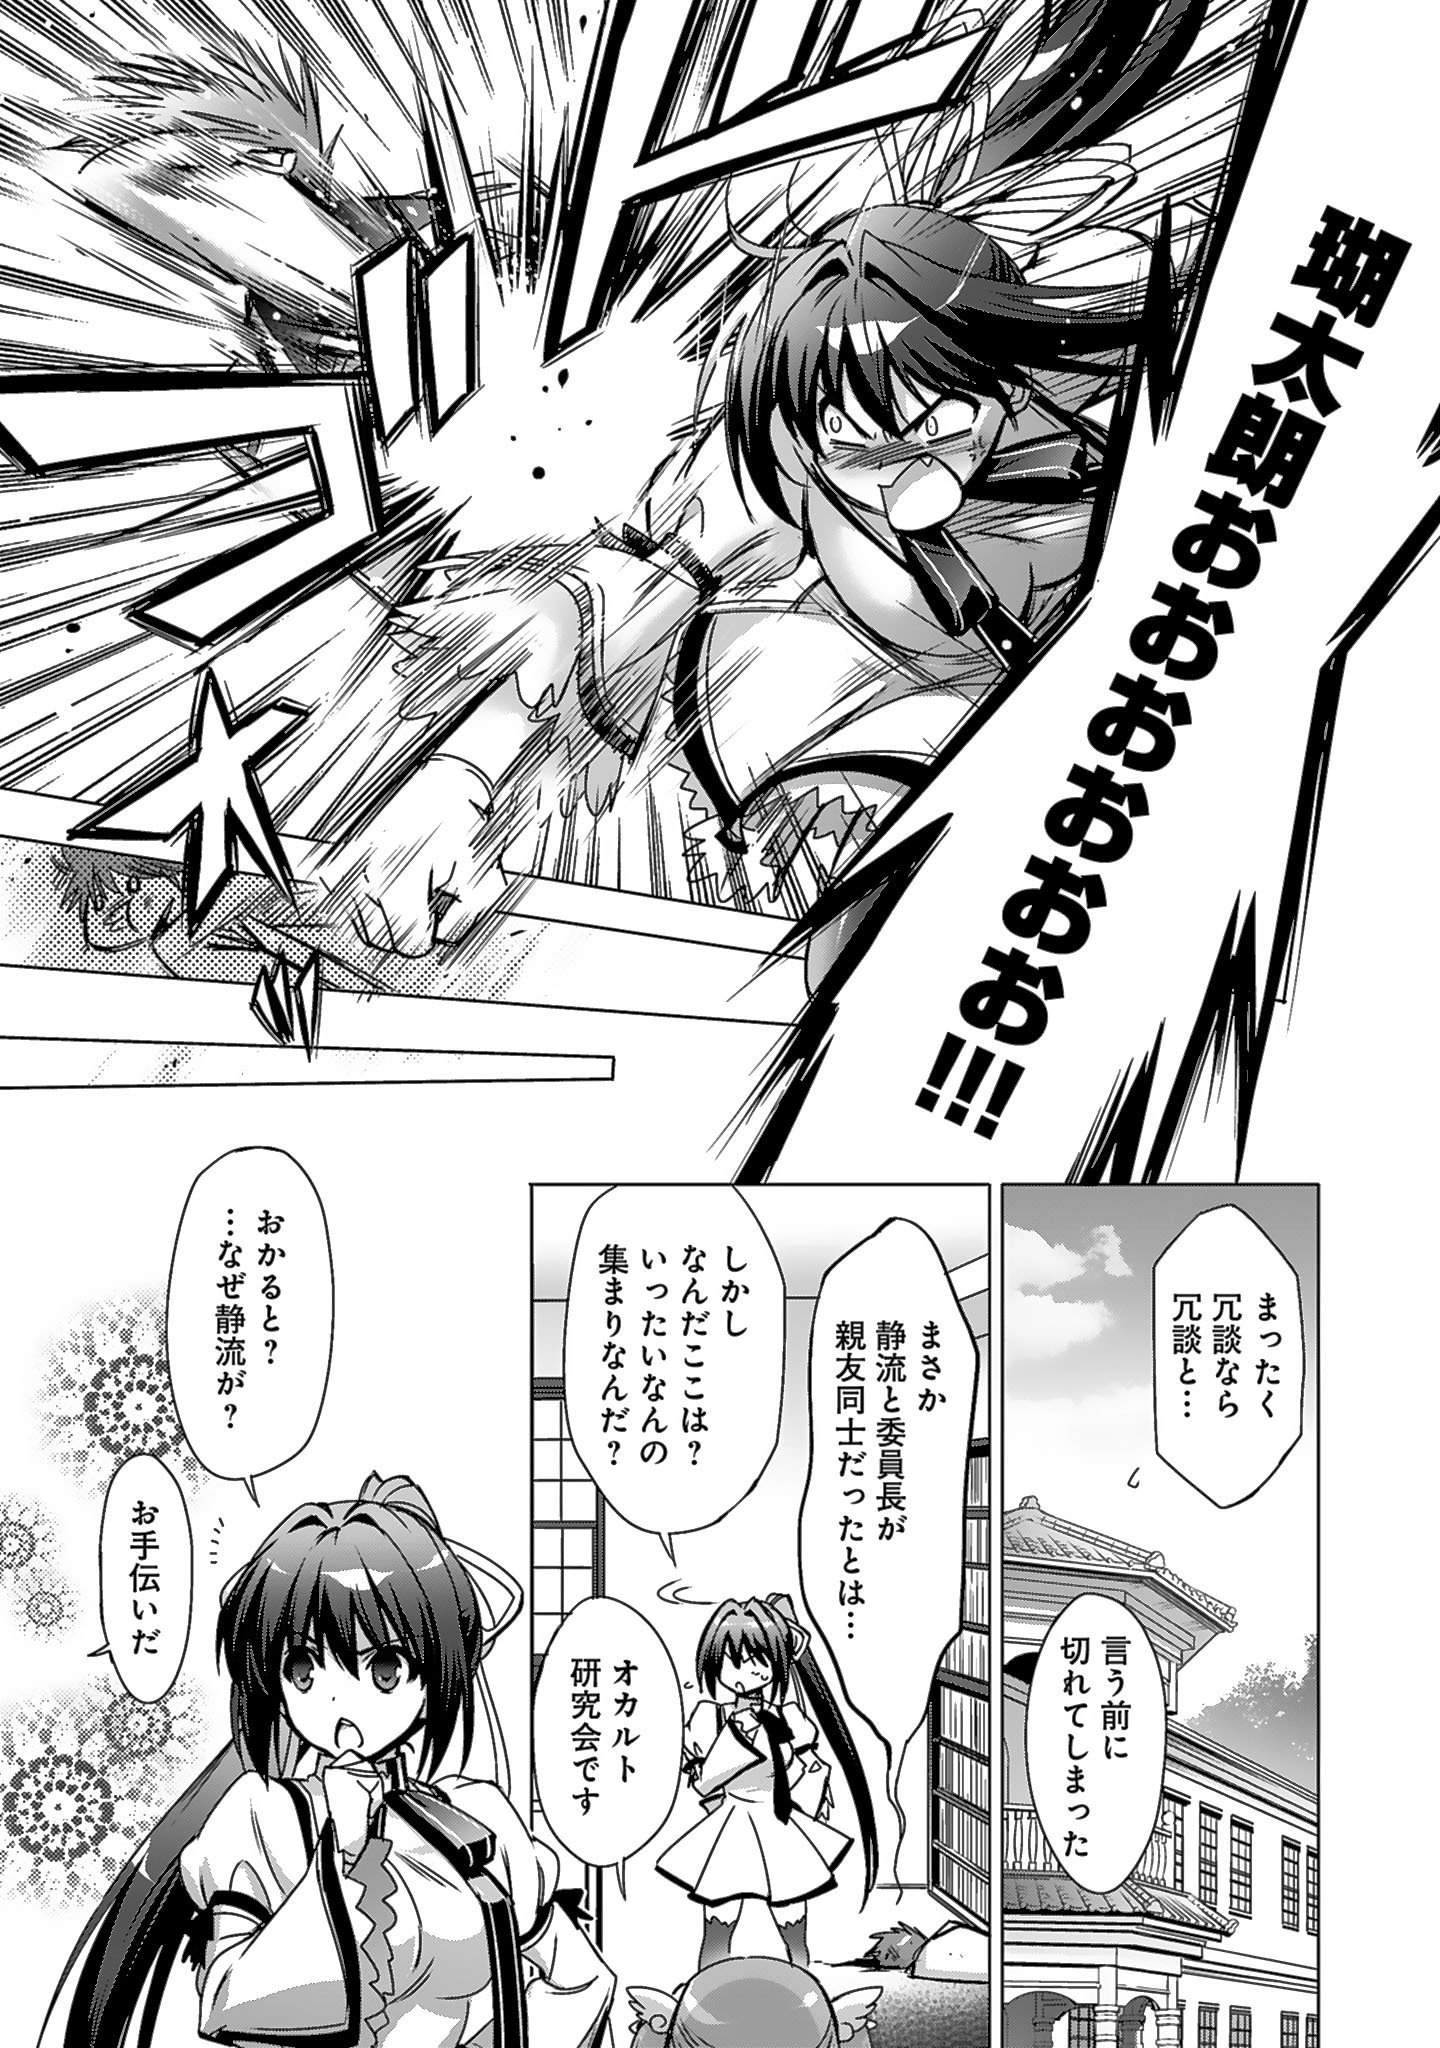 瑚太朗おおおおおお!!!
まったく
冗談なら
冗談と…
言う前に
切れてしまった
まさか
静流と委員長が
親友同士だったとは…
しかし
なんだここは?
いったいなんの
集まりなんだ?
オカルト
研究会です
おかると?
…なぜ静流が?
お手伝いだ